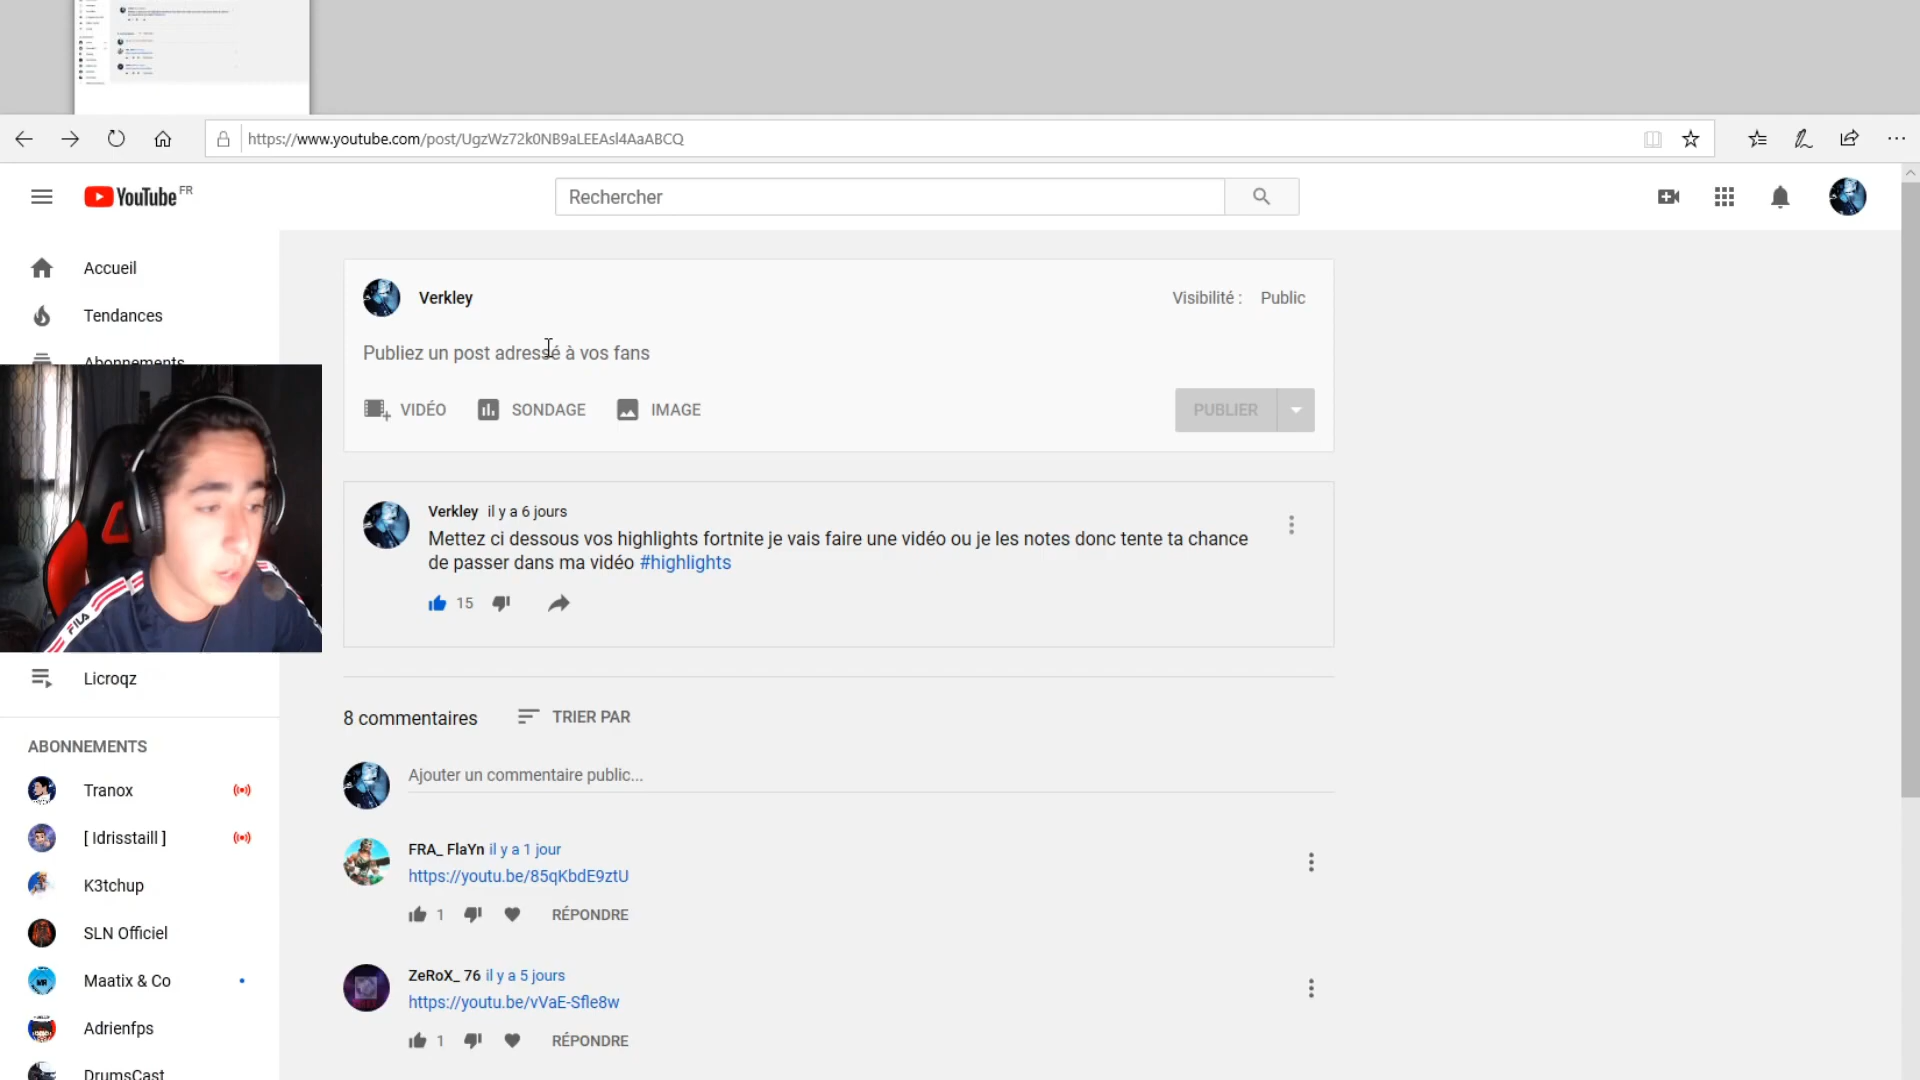 https://www.youtube.com/post/UgzWz72k0NB9aLEEAsl4AaABCQ
YouTube FR
Rechercher
Accueil
Tendances
Abonnements
Verkley
Visibilité : Public
Publiez un post adressé à vos fans
VIDÉO
SONDAGE
IMAGE
PUBLIER
FILA
Verkley il y a 6 jours
Mettez ci dessous vos highlights fortnite je vais faire une vidéo ou je les notes donc tente ta chance
de passer dans ma vidéo #highlights
15
Licroqz
8 commentaires
TRIER PAR
ABONNEMENTS
Ajouter un commentaire public...
Tranox
[ Idrisstaill ]
K3tchup
SLN Officiel
Maatix & Co
Adrienfps
DrumsCast
FRA_ FlaYn il y a 1 jour
https://youtu.be/85qKbdE9ztU
1
RÉPONDRE
ZeRoX_ 76 il y a 5 jours
https://youtu.be/vVaE-Sfle8w
1
RÉPONDRE